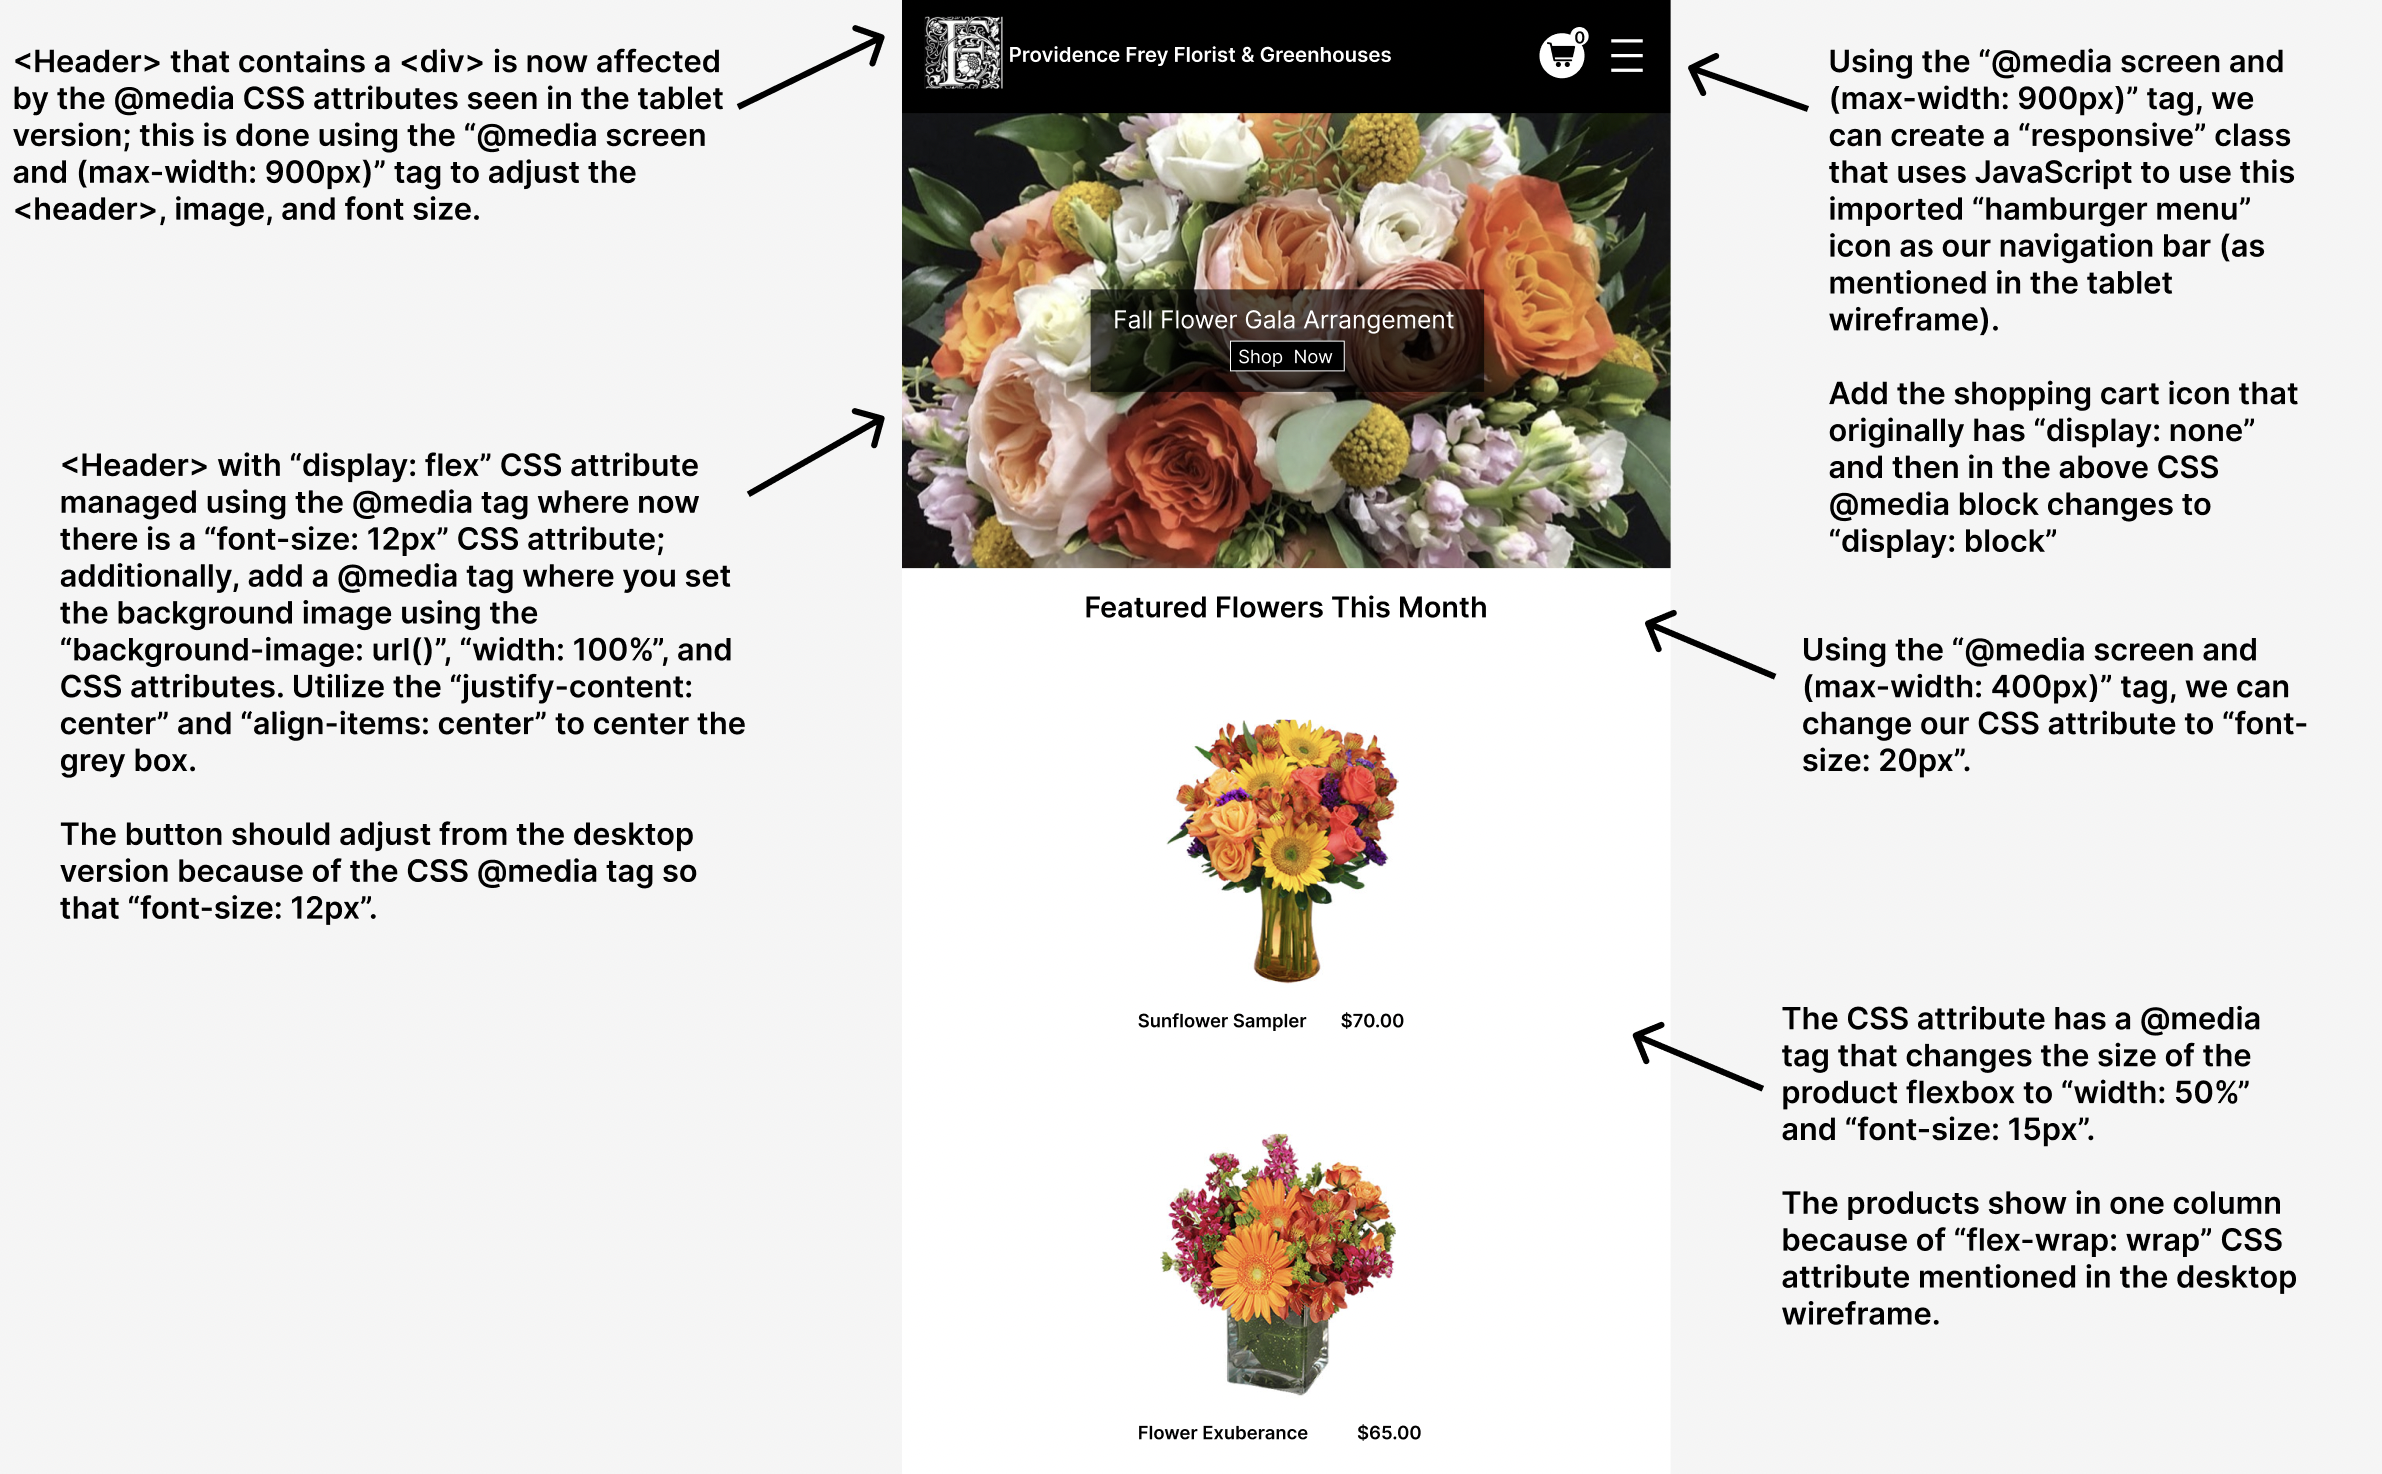 <Header> that contains a <div> is now affected
by the @media CSS attributes seen in the tablet
version; this is done using the “@media screen
and (max-width: 900px)” tag to adjust the
<header>, image, and font size.
<Header> with “display: flex” CSS attribute
managed using the @media tag where now
there is a “font-size: 12px” CSS attribute;
additionally, add a @media tag where you set
the background image using the
“background-image: url()”, “width: 100%”, and
CSS attributes. Utilize the “justify-content:
center” and “align-items: center” to center the
grey box.
The button should adjust from the desktop
version because of the CSS @media tag so
that “font-size: 12px”.
F
Providence Frey Florist & Greenhouses
0
Fall Flower Gala Arrangement
Shop Now
Featured Flowers This Month
Sunflower Sampler $70.00
Flower Exuberance $65.00
Using the “@media screen and
(max-width: 900px)” tag, we
can create a “responsive” class
that uses JavaScript to use this
imported “hamburger menu”
icon as our navigation bar (as
mentioned in the tablet
wireframe).
Add the shopping cart icon that
originally has “display: none”
and then in the above CSS
@media block changes to
“display: block”
Using the “@media screen and
(max-width: 400px)” tag, we can
change our CSS attribute to “font-
size: 20px”.
The CSS attribute has a @media
tag that changes the size of the
product flexbox to “width: 50%”
and “font-size: 15px”.
The products show in one column
because of “flex-wrap: wrap” CSS
attribute mentioned in the desktop
wireframe.